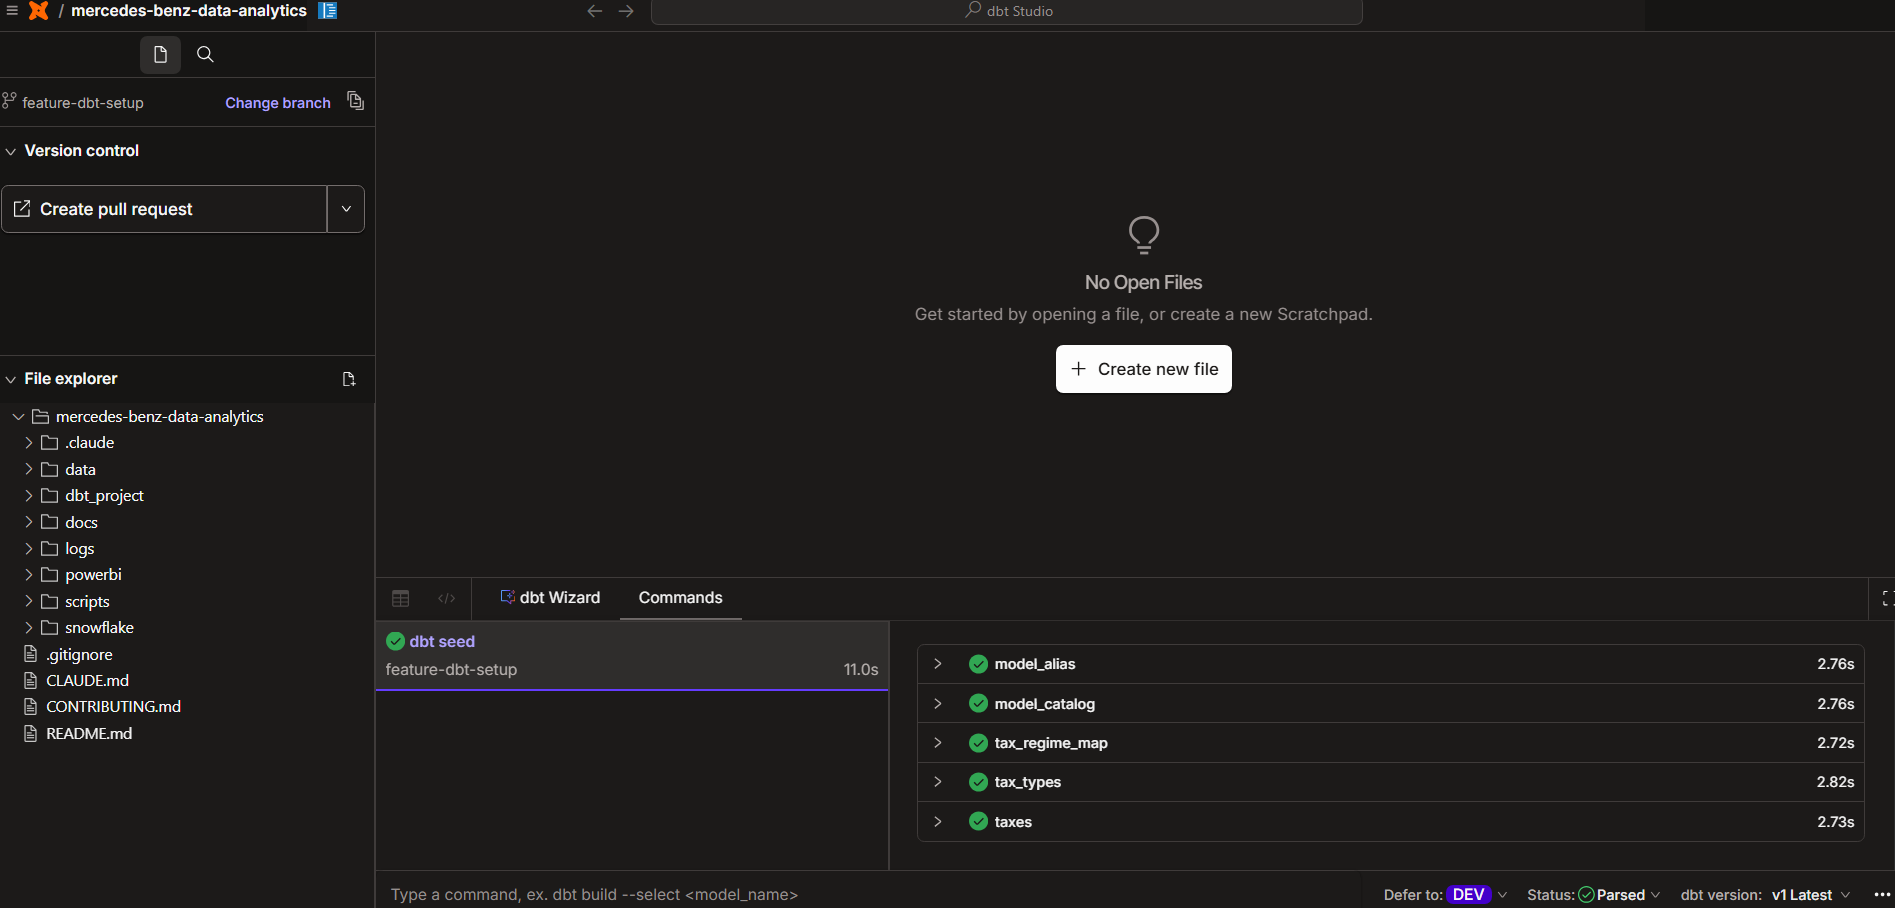 / mercedes-benz-data-analytics
dbt Studio
feature-dbt-setup
Change branch
Version control
Create pull request
No Open Files
Get started by opening a file, or create a new Scratchpad.
Create new file
File explorer
mercedes-benz-data-analytics
.claude
data
dbt_project
docs
logs
powerbi
scripts
snowflake
.gitignore
CLAUDE.md
CONTRIBUTING.md
README.md
dbt Wizard
Commands
dbt seed
feature-dbt-setup
11.0s
model_alias 2.76s
model_catalog 2.76s
tax_regime_map 2.72s
tax_types 2.82s
taxes 2.73s
Type a command, ex. dbt build --select <model_name>
Defer to: DEV
Status: Parsed
dbt version: v1 Latest